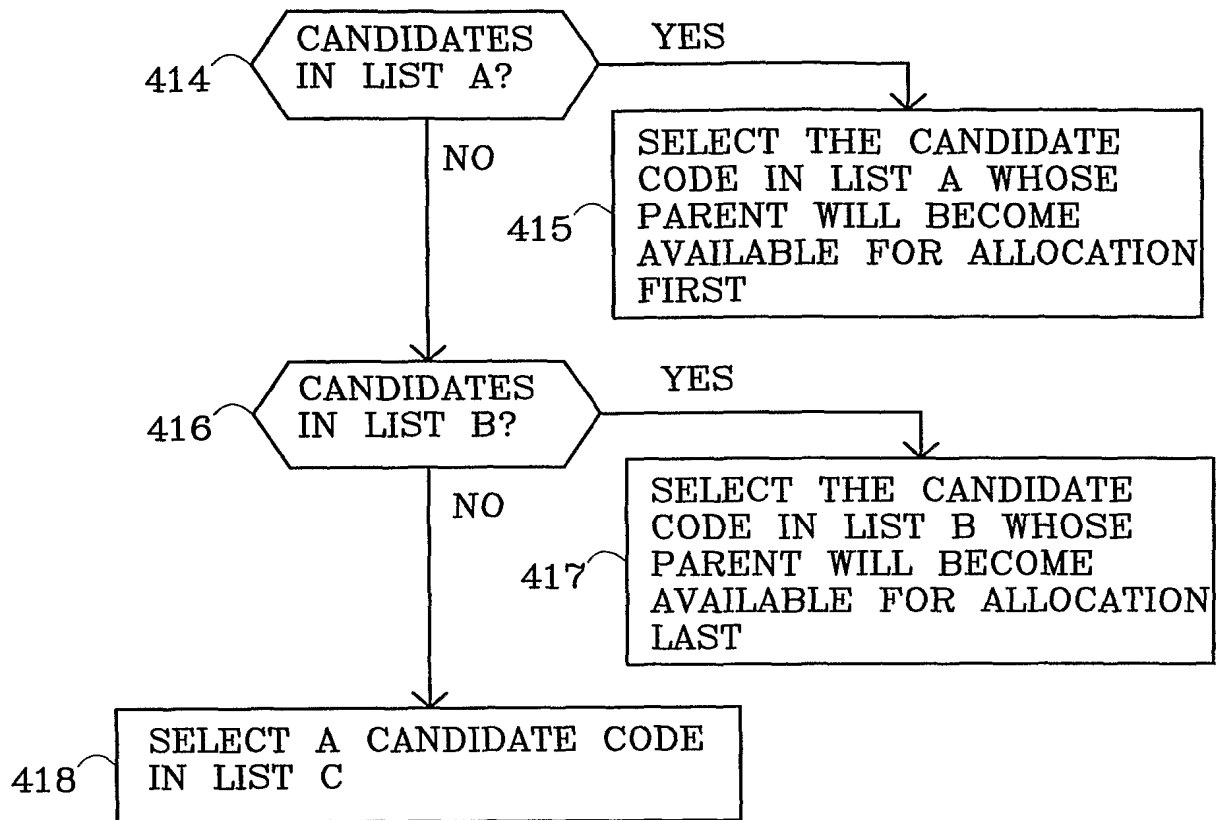 CANDIDATES
IN LIST A?
YES
414
NO
SELECT THE CANDIDATE
CODE IN LIST A WHOSE
PARENT WILL BECOME
AVAILABLE FOR ALLOCATION
FIRST
415
CANDIDATES
IN LIST B?
YES
416
NO
SELECT THE CANDIDATE
CODE IN LIST B WHOSE
PARENT WILL BECOME
AVAILABLE FOR ALLOCATION
LAST
417
SELECT A CANDIDATE CODE
IN LIST C
418